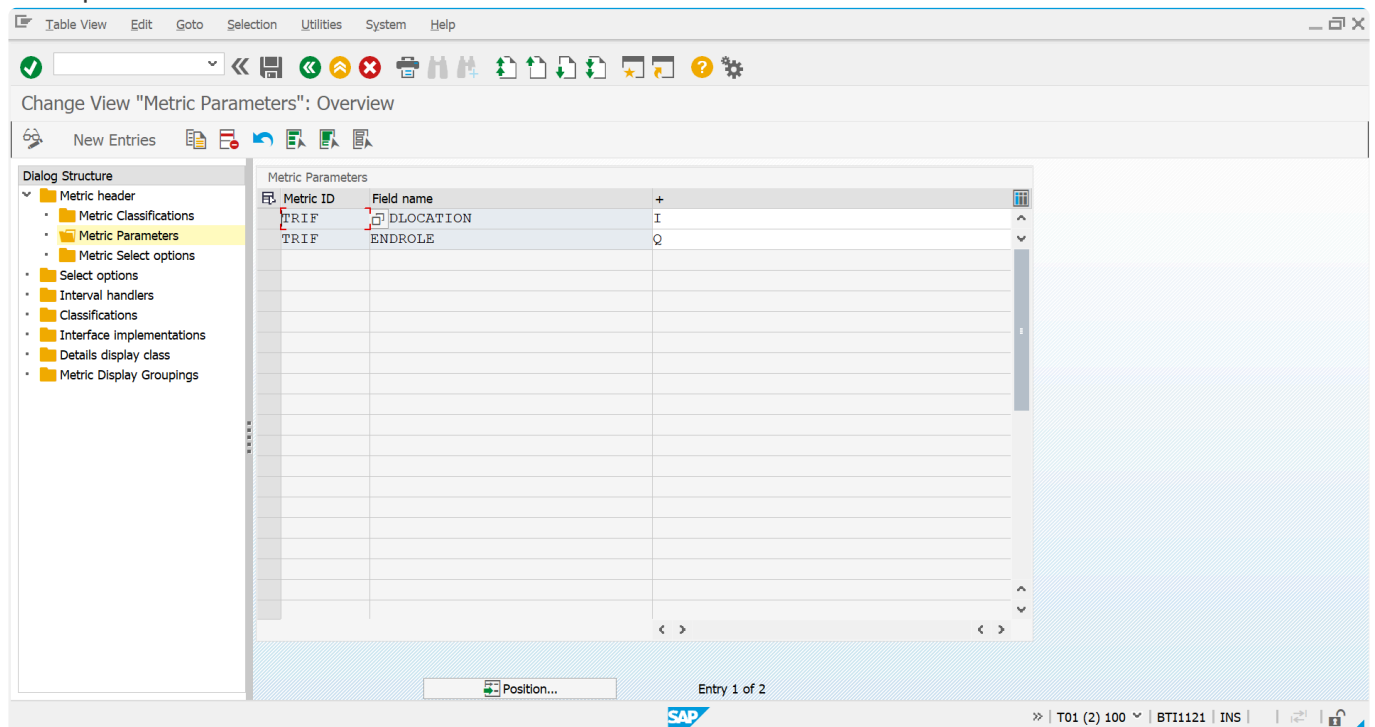 Table View Edit Goto Selection Utilities System Help
Change View "Metric Parameters": Overview
New Entries
Dialog Structure
Metric header
Metric Classifications
Metric Parameters
Metric Select options
Select options
Interval handlers
Classifications
Interface implementations
Details display class
Metric Display Groupings
Metric Parameters
Metric ID Field name +
TRIF DLOCATION I
TRIF ENDROLE Q
Position... Entry 1 of 2
SAP T01 (2) 100 BTI1121 INS